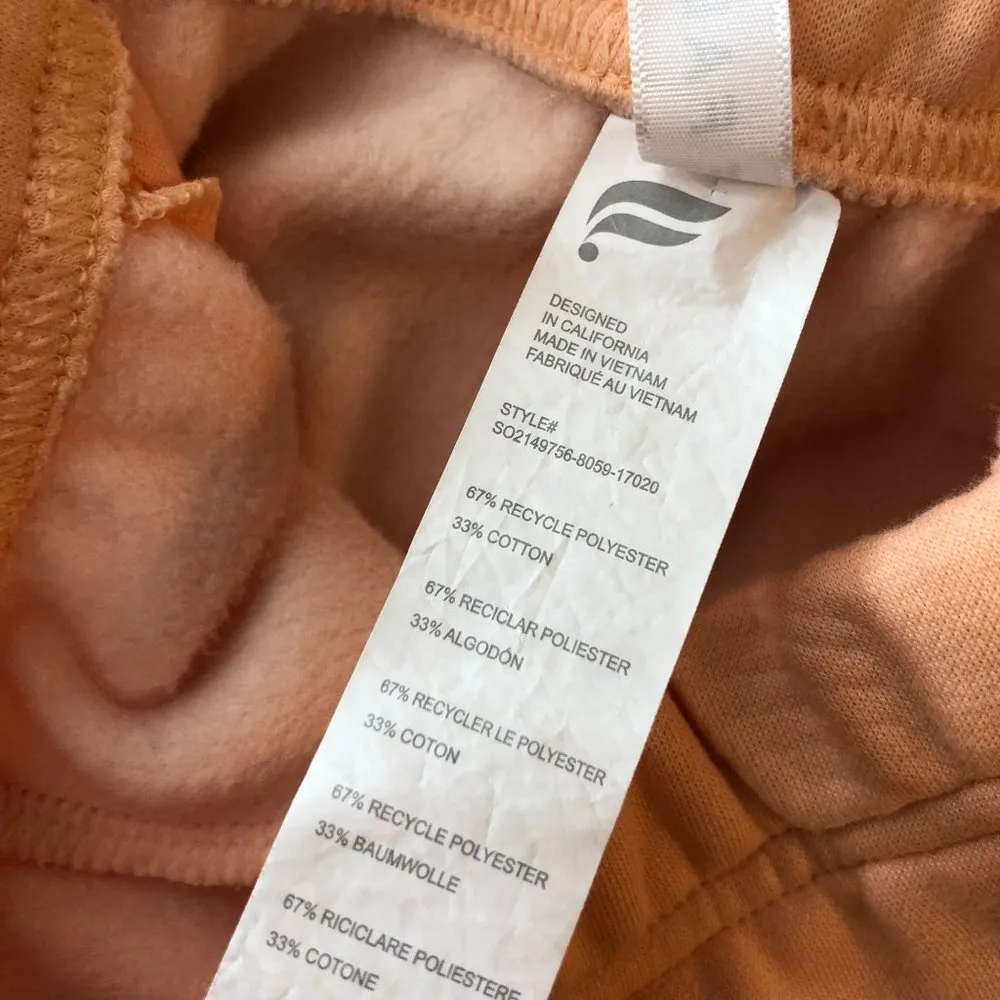 DESIGNED
IN CALIFORNIA
MADE IN VIETNAM
FABRIQUÉ AU VIETNAM
STYLE#
SO2149756-8059-17020
67% RECYCLE POLYESTER
33% COTTON
67% RECICLAR POLIESTER
33% ALGODÓN
67% RECYCLER LE POLYESTER
33% COTON
67% RECYCLE POLYESTER
33% BAUMWOLLE
67% RICICLARE POLIESTERE
33% COTONE